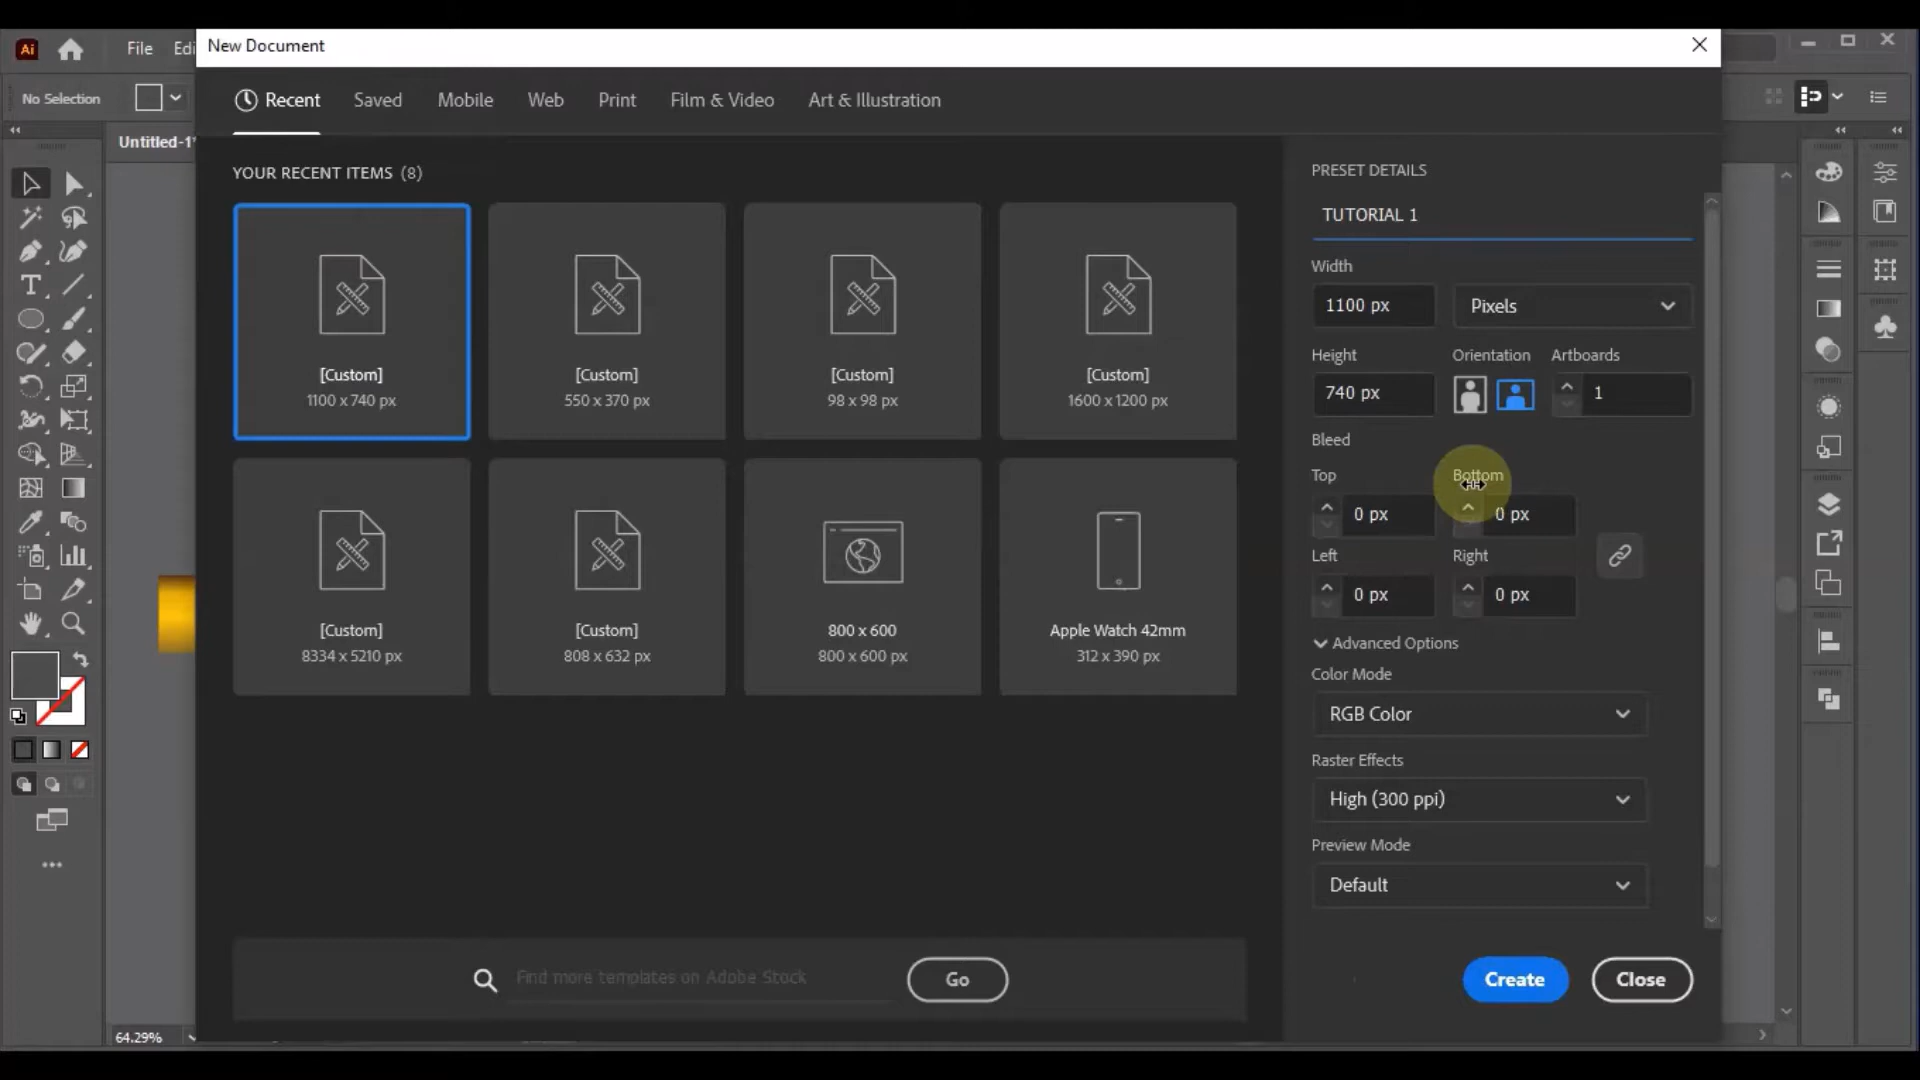 Ai
File
Edi
New Document
No Selection
Recent
Saved
Mobile
Web
Print
Film & Video
Art & Illustration
Untitled-1*
YOUR RECENT ITEMS (8)
[Custom]
1100 x 740 px
[Custom]
550 x 370 px
[Custom]
98 x 98 px
[Custom]
1600 x 1200 px
[Custom]
8334 x 5210 px
[Custom]
808 x 632 px
800 x 600
800 x 600 px
Apple Watch 42mm
312 x 390 px
Find more templates on Adobe Stock
Go
PRESET DETAILS
TUTORIAL 1
Width
1100 px
Pixels
Height
Orientation
Artboards
740 px
1
Bleed
Top
Bottom
0 px
0 px
Left
Right
0 px
0 px
Advanced Options
Color Mode
RGB Color
Raster Effects
High (300 ppi)
Preview Mode
Default
Create
Close
64.29%